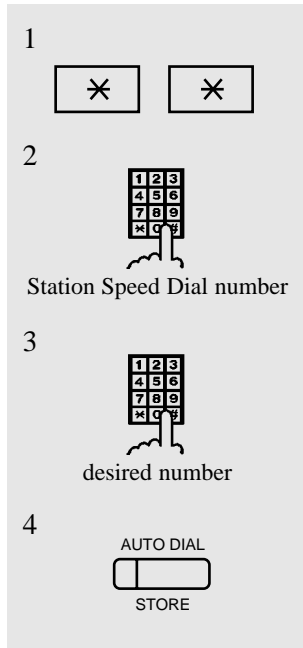 1
* *
2
1 2 3
4 5 6
7 8 9
* 0 #
Station Speed Dial number
3
1 2 3
4 5 6
7 8 9
* 0 #
desired number
4
AUTO DIAL
STORE